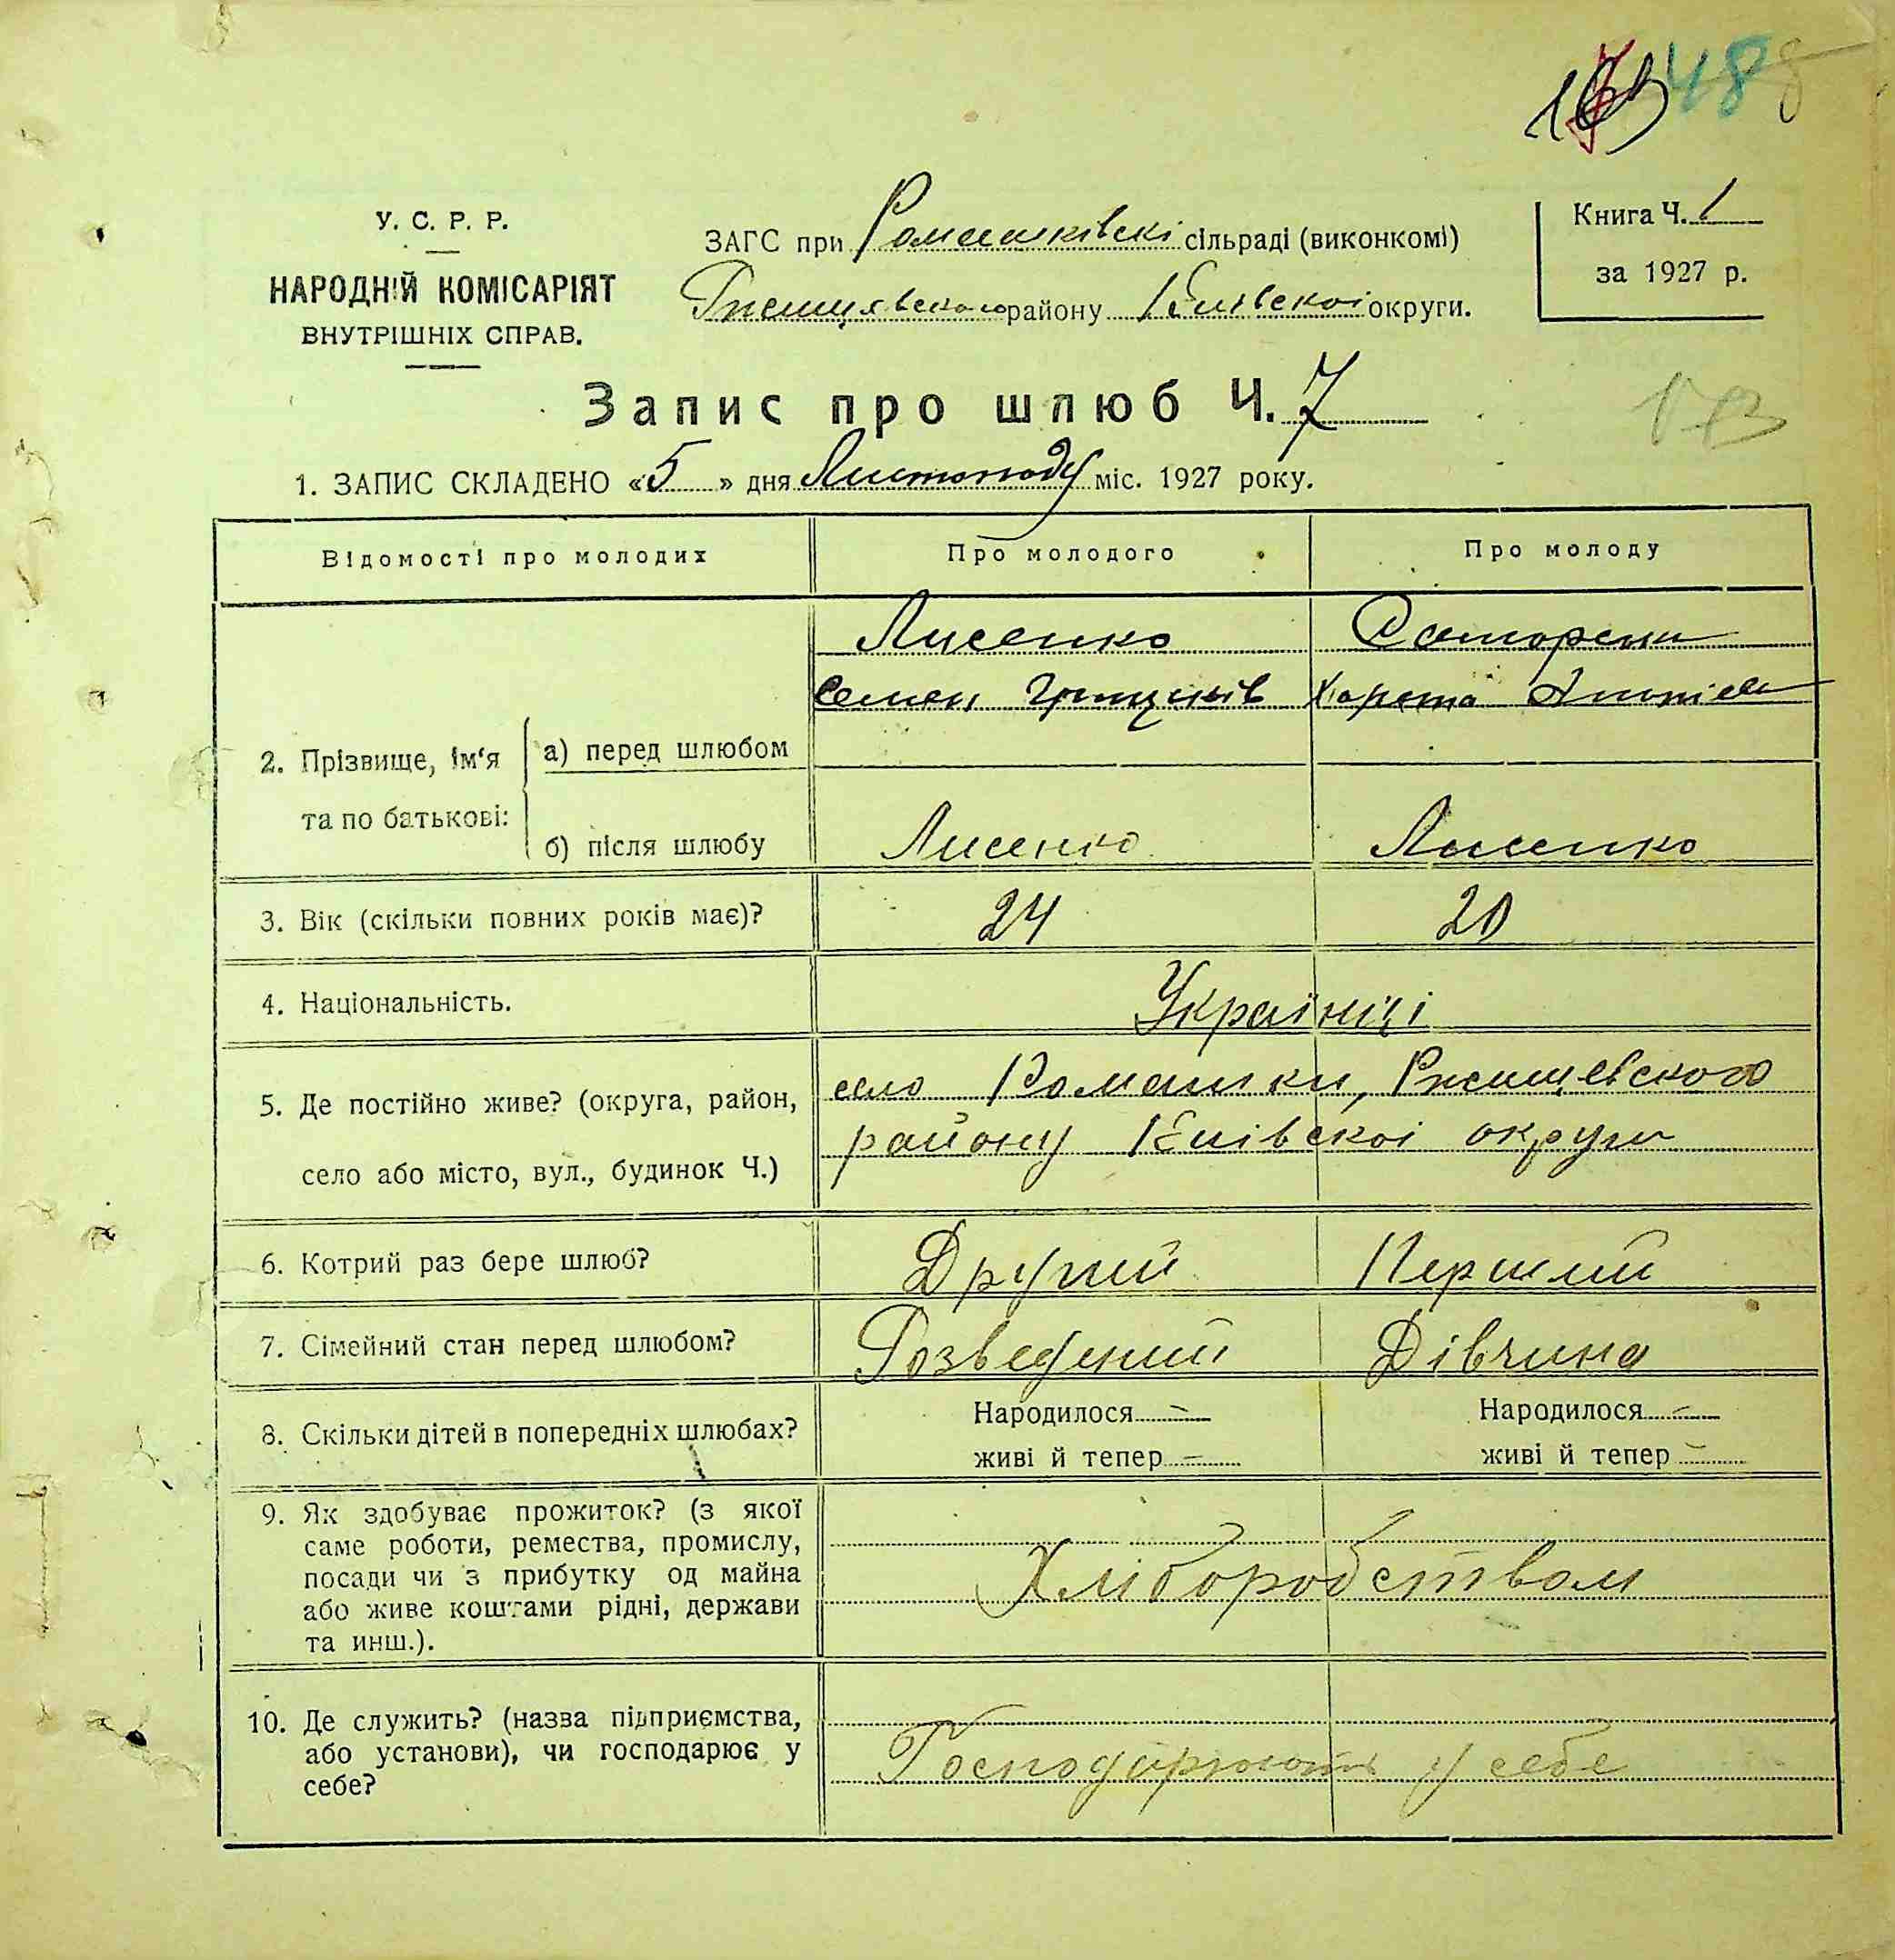 48
У. С. Р. Р.
НАРОДНІЙ КОМІСАРІЯТ
ВНУТРІШНІХ СПРАВ.
ЗАГС при Ромашківскі сільраді (виконкомі)
району Київскої округи.
Книга Ч. 1
за 1927 р.
Запис про шлюб Ч. 7
173
1. ЗАПИС СКЛАДЕНО «5» дня Листопаду міс. 1927 року.
Відомості про молодих Про молодого Про молоду
Лисенко
Семен
2. Прізвище, ім'я та по батькові:
а) перед шлюбом
б) після шлюбу Лисенко Лисенко
3. Вік (скільки повних років має)? 24 20
4. Національність. Українці
5. Де постійно живе? (округа, район, село Ромашки, Ржищевского
село або місто, вул., будинок Ч.) району Київскої округи
6. Котрий раз бере шлюб? Другий Перший
7. Сімейний стан перед шлюбом? Розведений Дівчина
8. Скільки дітей в попередніх шлюбах? Народилося — Народилося —
живі й тепер — живі й тепер —
9. Як здобуває прожиток? (з якої
саме роботи, ремества, промислу,
посади чи з прибутку од майна
або живе коштами рідні, держави
та инш.).
Хліборобством
10. Де служить? (назва підприємства,
або установи), чи господарює у
себе?
Господарюють у себе